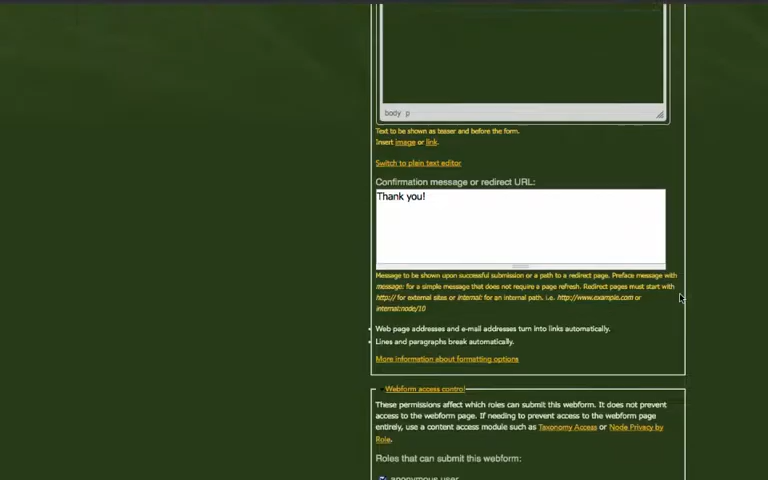 body p
Text to be shown as teaser and before the form.
Insert image or link.
Switch to plain text editor
Confirmation message or redirect URL:
Thank you!
Message to be shown upon successful submission or a path to a redirect page. Preface message with
message: for a simple message that does not require a page refresh. Redirect pages must start with
http:// for external sites or internal: for an internal path. i.e. http://www.example.com or
internal:node/10
Web page addresses and e-mail addresses turn into links automatically.
Lines and paragraphs break automatically.
More information about formatting options
Webform access control
These permissions affect which roles can submit this webform. It does not prevent
access to the webform page. If needing to prevent access to the webform page
entirely, use a content access module such as Taxonomy Access or Node Privacy by
Role.
Roles that can submit this webform:
anonymous user